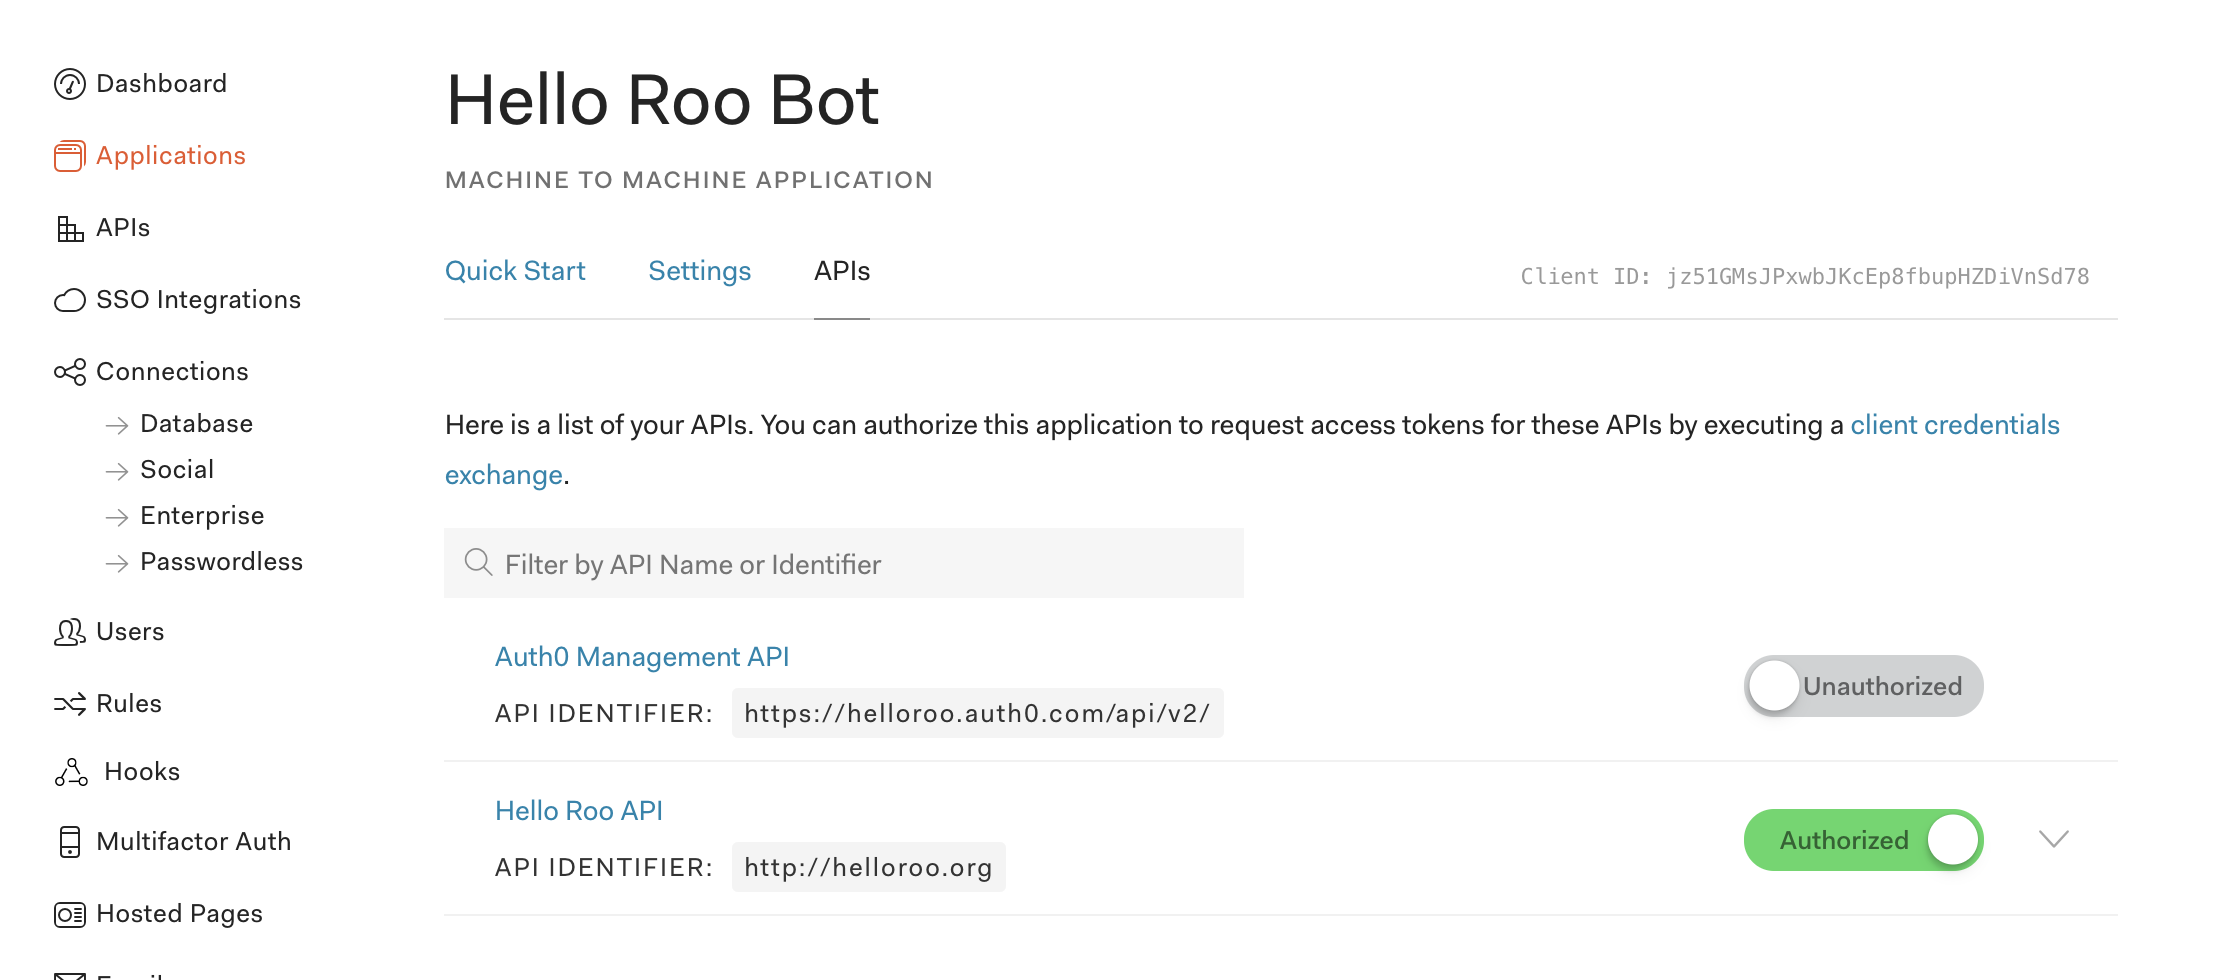 Dashboard
Applications
APIs
SSO Integrations
Connections
Database
Social
Enterprise
Passwordless
Users
Rules
Hooks
Multifactor Auth
Hosted Pages
Hello Roo Bot
MACHINE TO MACHINE APPLICATION
Quick Start Settings APIs
Client ID: jz51GMsJPxwbJKcEp8fbupHZDiVnSd78
Here is a list of your APIs. You can authorize this application to request access tokens for these APIs by executing a client credentials
exchange.
Filter by API Name or Identifier
Auth0 Management API
API IDENTIFIER: https://helloroo.auth0.com/api/v2/
Unauthorized
Hello Roo API
API IDENTIFIER: http://helloroo.org
Authorized